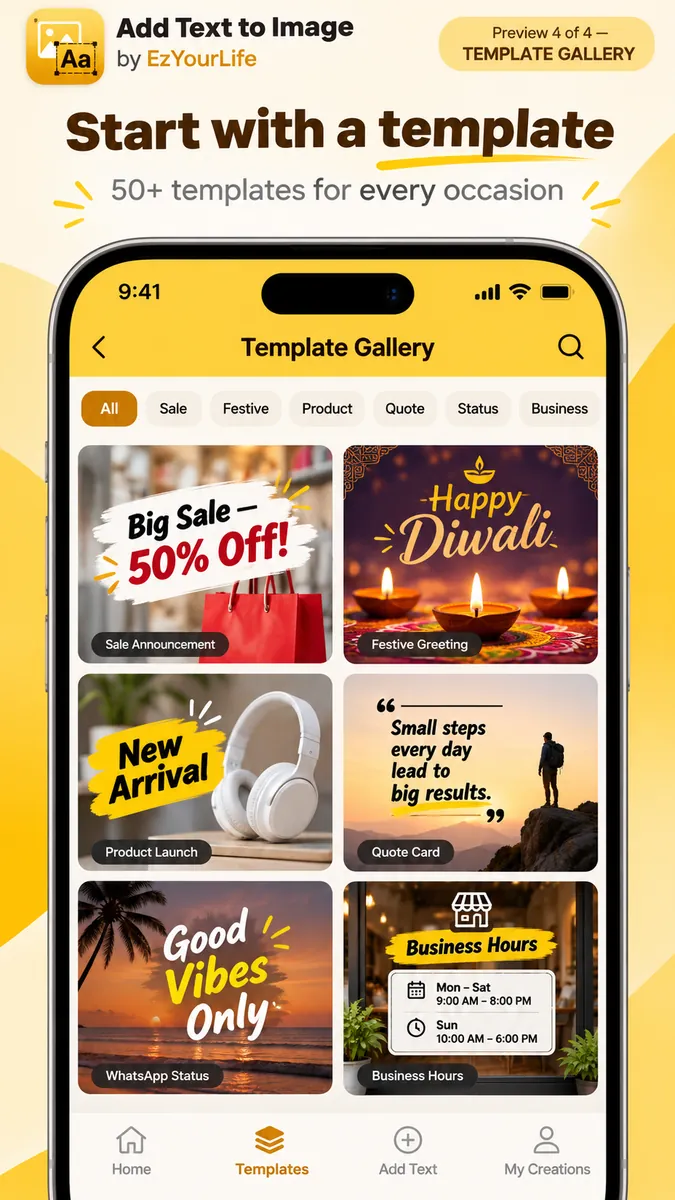 Aa
Add Text to Image
by EzYourLife
Preview 4 of 4 —
TEMPLATE GALLERY
Start with a template
50+ templates for every occasion
9:41
Template Gallery
All
Sale
Festive
Product
Quote
Status
Business
Big Sale —
50% Off!
Sale Announcement
Happy
Diwali
Festive Greeting
New
Arrival
Product Launch
“
Small steps
every day
lead to
big results.
”
Quote Card
Good
Vibes
Only
WhatsApp Status
Business Hours
Mon – Sat
9:00 AM – 8:00 PM
Sun
10:00 AM – 6:00 PM
Business Hours
Home
Templates
Add Text
My Creations